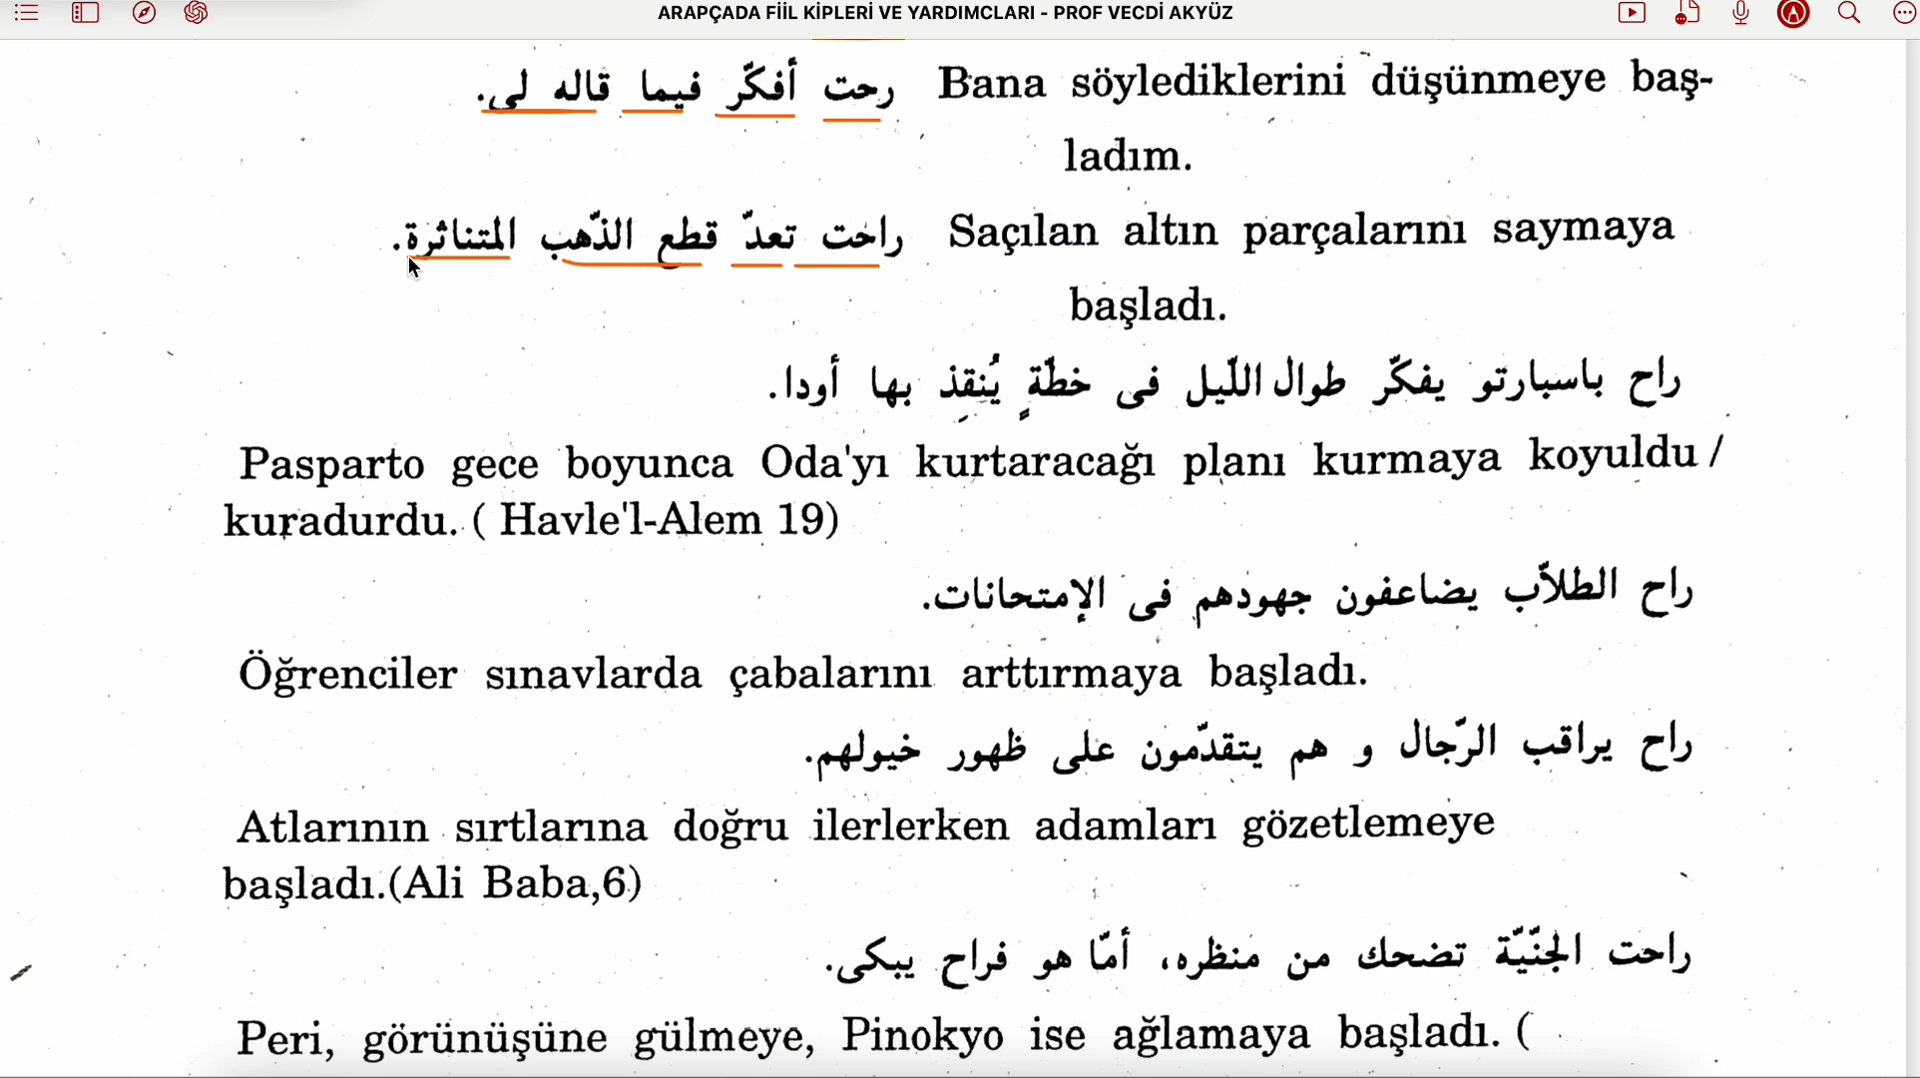 ARAPÇADA FİİL KİPLERİ VE YARDIMCLARI - PROF VECDİ AKYÜZ
رحت أفكّر فيما قاله لى. Bana söylediklerini düşünmeye baş-
ladım.
راحت تعدّ قطع الذّهب المتناثرة. Saçılan altın parçalarını saymaya
başladı.
راح باسبارتو يفكّر طوال اللّيل فى خطّةٍ يُنقِذ بها أودا.
Pasparto gece boyunca Oda'yı kurtaracağı planı kurmaya koyuldu /
kuradurdu. ( Havle'l-Alem 19)
راح الطلاّب يضاعفون جهودهم فى الإمتحانات.
Öğrenciler sınavlarda çabalarını arttırmaya başladı.
راح يراقب الرّجال و هم يتقدّمون على ظهور خيولهم.
Atlarının sırtlarına doğru ilerlerken adamları gözetlemeye
başladı.(Ali Baba,6)
راحت الجنّيّة تضحك من منظره، أمّا هو فراح يبكى.
Peri, görünüşüne gülmeye, Pinokyo ise ağlamaya başladı. (